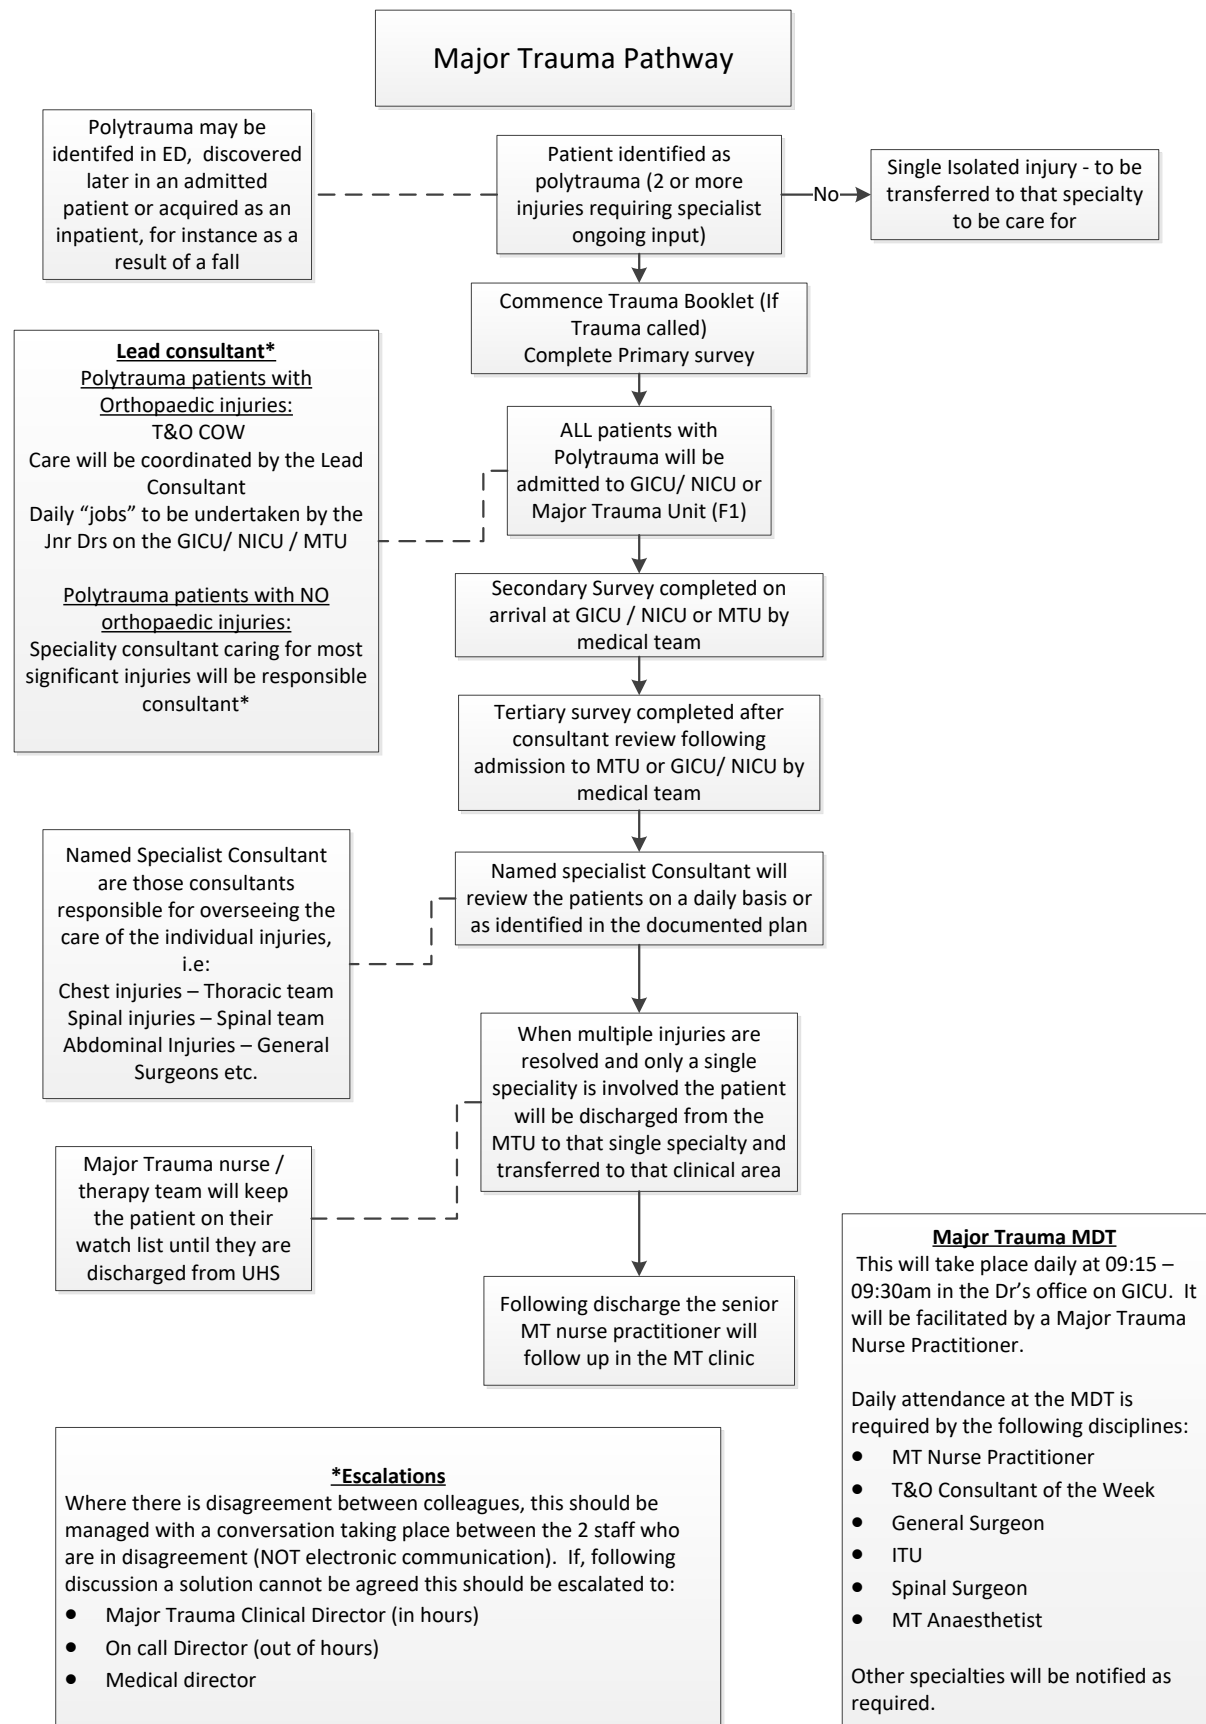 Major Trauma Pathway
Polytrauma may be
identifed in ED, discovered
later in an admitted
patient or acquired as an
inpatient, for instance as a
result of a fall
Patient identified as
polytrauma (2 or more
injuries requiring specialist
ongoing input)
No
Single Isolated injury - to be
transferred to that specialty
to be care for
Commence Trauma Booklet (If
Trauma called)
Complete Primary survey
Lead consultant*
Polytrauma patients with
Orthopaedic injuries:
T&O COW
Care will be coordinated by the Lead
Consultant
Daily “jobs” to be undertaken by the
Jnr Drs on the GICU/ NICU / MTU
Polytrauma patients with NO
orthopaedic injuries:
Speciality consultant caring for most
significant injuries will be responsible
consultant*
ALL patients with
Polytrauma will be
admitted to GICU/ NICU or
Major Trauma Unit (F1)
Secondary Survey completed on
arrival at GICU / NICU or MTU by
medical team
Tertiary survey completed after
consultant review following
admission to MTU or GICU/ NICU by
medical team
Named Specialist Consultant
are those consultants
responsible for overseeing the
care of the individual injuries,
i.e:
Chest injuries – Thoracic team
Spinal injuries – Spinal team
Abdominal Injuries – General
Surgeons etc.
Named specialist Consultant will
review the patients on a daily basis or
as identified in the documented plan
When multiple injuries are
resolved and only a single
speciality is involved the patient
will be discharged from the
MTU to that single specialty and
transferred to that clinical area
Major Trauma nurse /
therapy team will keep
the patient on their
watch list until they are
discharged from UHS
Following discharge the senior
MT nurse practitioner will
follow up in the MT clinic
Major Trauma MDT
This will take place daily at 09:15 –
09:30am in the Dr’s office on GICU. It
will be facilitated by a Major Trauma
Nurse Practitioner.
Daily attendance at the MDT is
required by the following disciplines:
● MT Nurse Practitioner
● T&O Consultant of the Week
● General Surgeon
● ITU
● Spinal Surgeon
● MT Anaesthetist
Other specialties will be notified as
required.
*Escalations
Where there is disagreement between colleagues, this should be
managed with a conversation taking place between the 2 staff who
are in disagreement (NOT electronic communication). If, following
discussion a solution cannot be agreed this should be escalated to:
● Major Trauma Clinical Director (in hours)
● On call Director (out of hours)
● Medical director